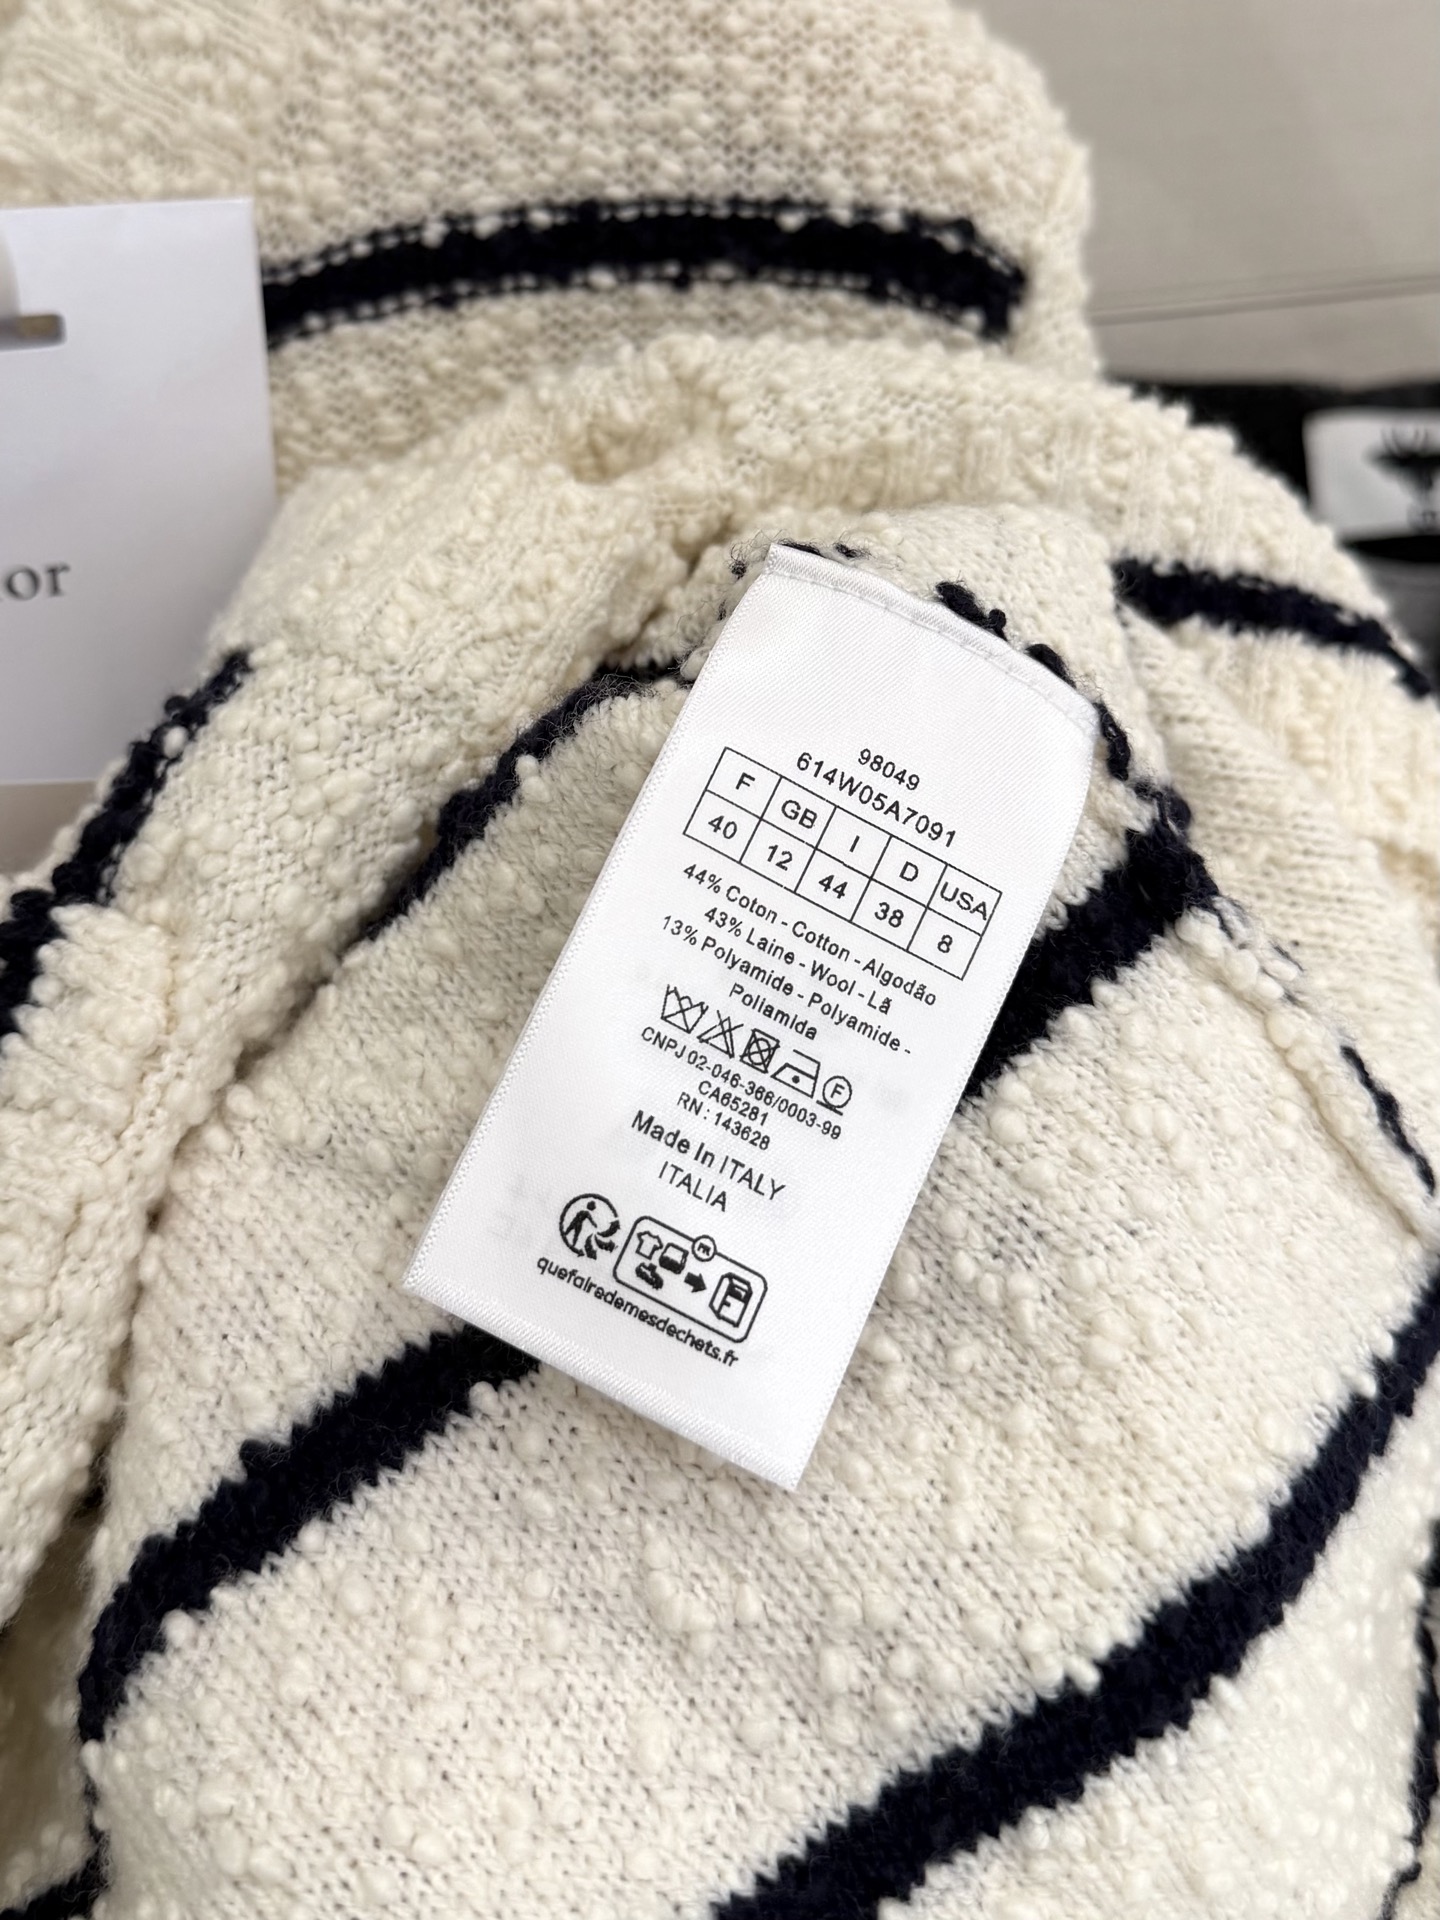 98049
614W05A7091
F GB I D USA
40 12 44 38 8
44% Coton - Cotton - Algodão
43% Laine - Wool - Lã
13% Polyamide - Polyamide -
Poliamida
F
CNPJ 02-046-366/0003-99
CA65281
RN : 143628
Made In ITALY
ITALIA
FR
quefairedemesdechets.fr
or